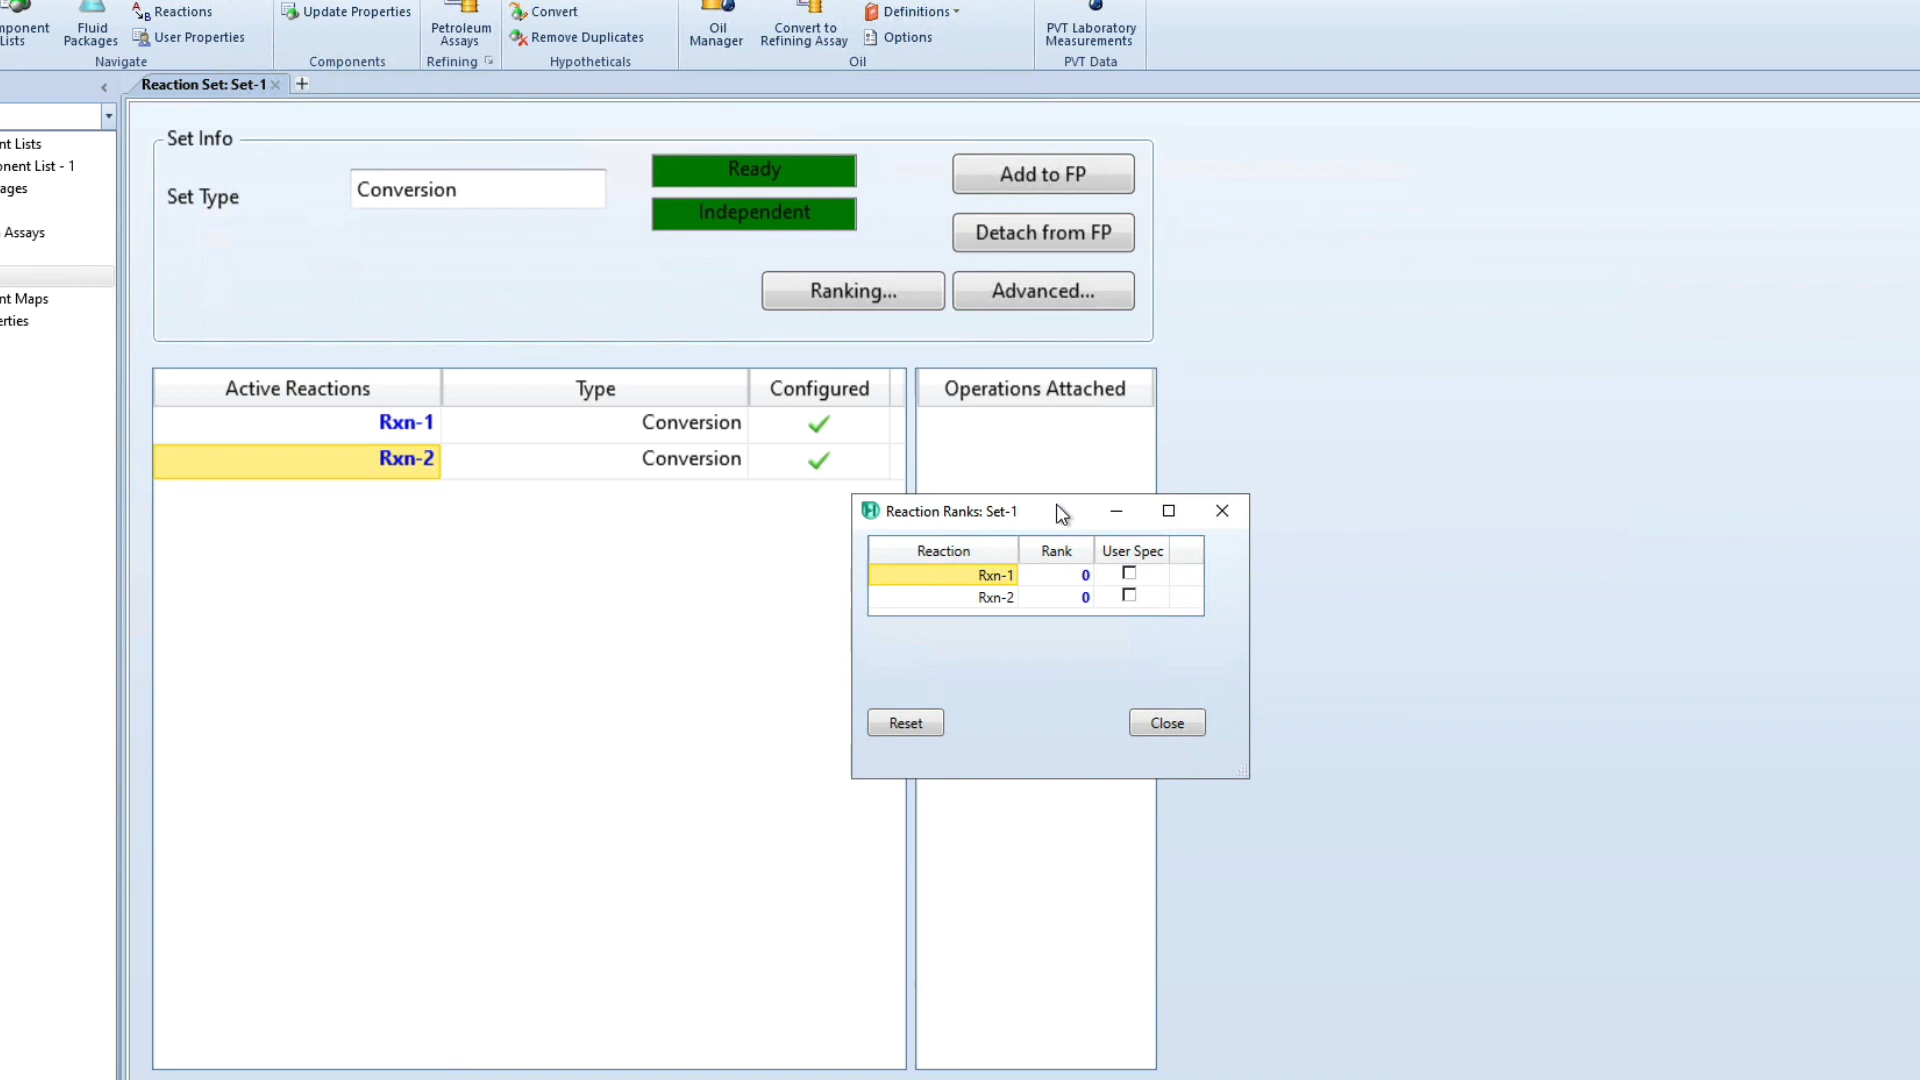 Lists
Fluid
Packages
Reactions
User Properties
Navigate
Update Properties
Components
Petroleum
Assays
Refining
Convert
Remove Duplicates
Hypotheticals
Oil
Manager
Convert to
Refining Assay
Definitions
Options
Oil
PVT Laboratory
Measurements
PVT Data
Reaction Set: Set-1
nt Lists
onent List - 1
ages
Assays
nt Maps
erties
Set Info
Set Type
Conversion
Ready
Independent
Add to FP
Detach from FP
Ranking...
Advanced...
Active Reactions Type Configured
Rxn-1 Conversion
Rxn-2 Conversion
Operations Attached
Reaction Ranks: Set-1
Reaction Rank User Spec
Rxn-1 0
Rxn-2 0
Reset
Close